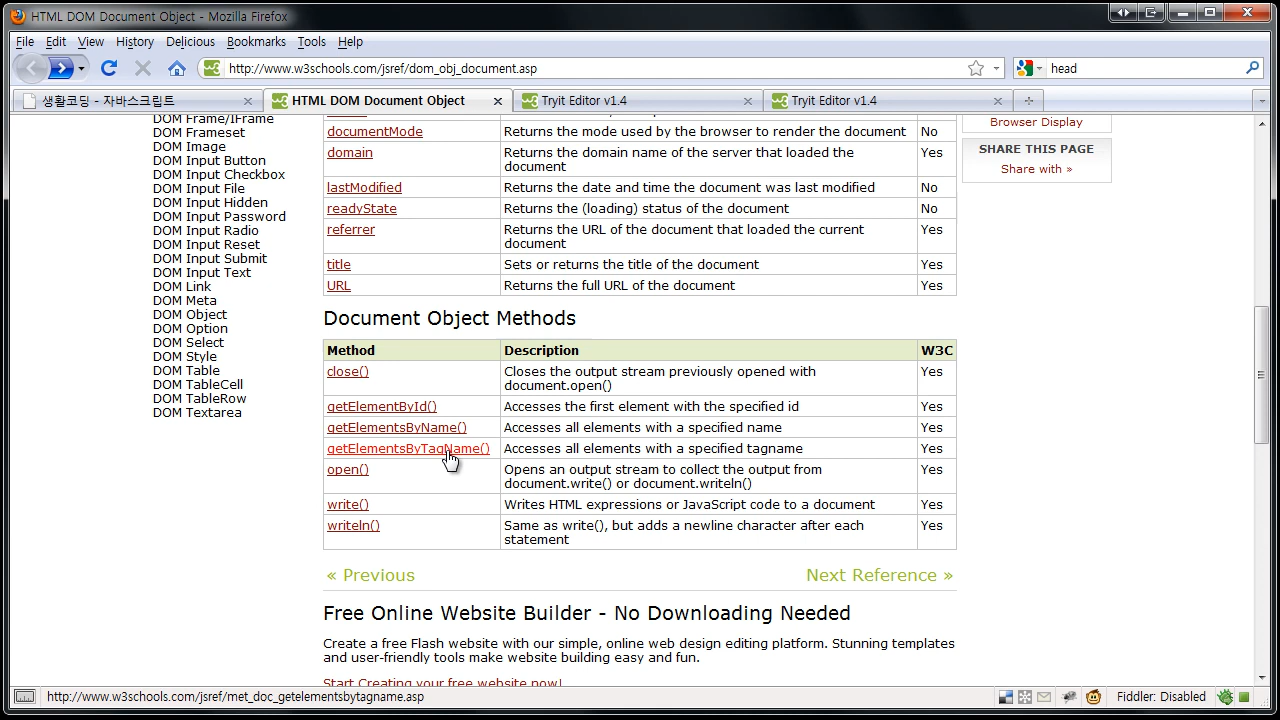 HTML DOM Document Object - Mozilla Firefox
File Edit View History Delicious Bookmarks Tools Help
http://www.w3schools.com/jsref/dom_obj_document.asp
head
생활코딩 - 자바스크립트
HTML DOM Document Object
Tryit Editor v1.4
Tryit Editor v1.4
DOM Frame/IFrame
DOM Frameset
DOM Image
DOM Input Button
DOM Input Checkbox
DOM Input File
DOM Input Hidden
DOM Input Password
DOM Input Radio
DOM Input Reset
DOM Input Submit
DOM Input Text
DOM Link
DOM Meta
DOM Object
DOM Option
DOM Select
DOM Style
DOM Table
DOM TableCell
DOM TableRow
DOM Textarea
documentMode Returns the mode used by the browser to render the document No
domain Returns the domain name of the server that loaded the Yes
document
lastModified Returns the date and time the document was last modified No
readyState Returns the (loading) status of the document No
referrer Returns the URL of the document that loaded the current Yes
document
title Sets or returns the title of the document Yes
URL Returns the full URL of the document Yes
Document Object Methods
Method Description W3C
close() Closes the output stream previously opened with Yes
document.open()
getElementById() Accesses the first element with the specified id Yes
getElementsByName() Accesses all elements with a specified name Yes
getElementsByTagName() Accesses all elements with a specified tagname Yes
open() Opens an output stream to collect the output from Yes
document.write() or document.writeln()
write() Writes HTML expressions or JavaScript code to a document Yes
writeln() Same as write(), but adds a newline character after each Yes
statement
« Previous Next Reference »
Free Online Website Builder - No Downloading Needed
Create a free Flash website with our simple, online web design editing platform. Stunning templates
and user-friendly tools make website building easy and fun.
Start Creating your free website now!
Browser Display
SHARE THIS PAGE
Share with »
http://www.w3schools.com/jsref/met_doc_getelementsbytagname.asp
Fiddler: Disabled